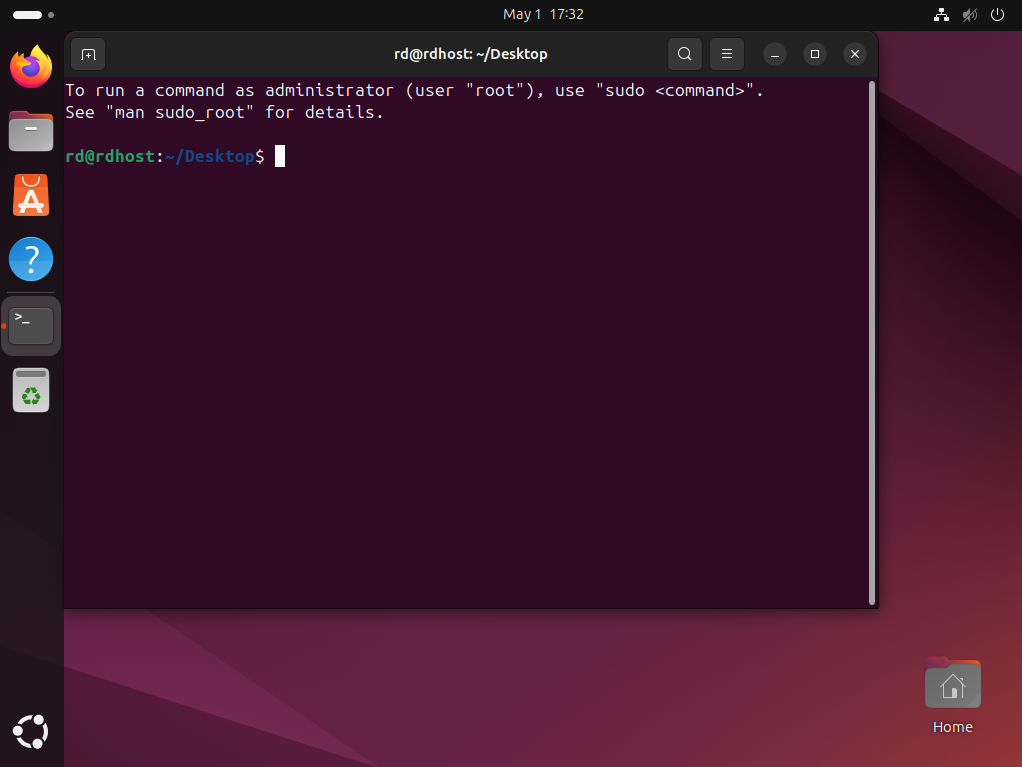 May 1 17:32
rd@rdhost: ~/Desktop
To run a command as administrator (user "root"), use "sudo <command>".
See "man sudo_root" for details.
rd@rdhost:~/Desktop$
>_
Home